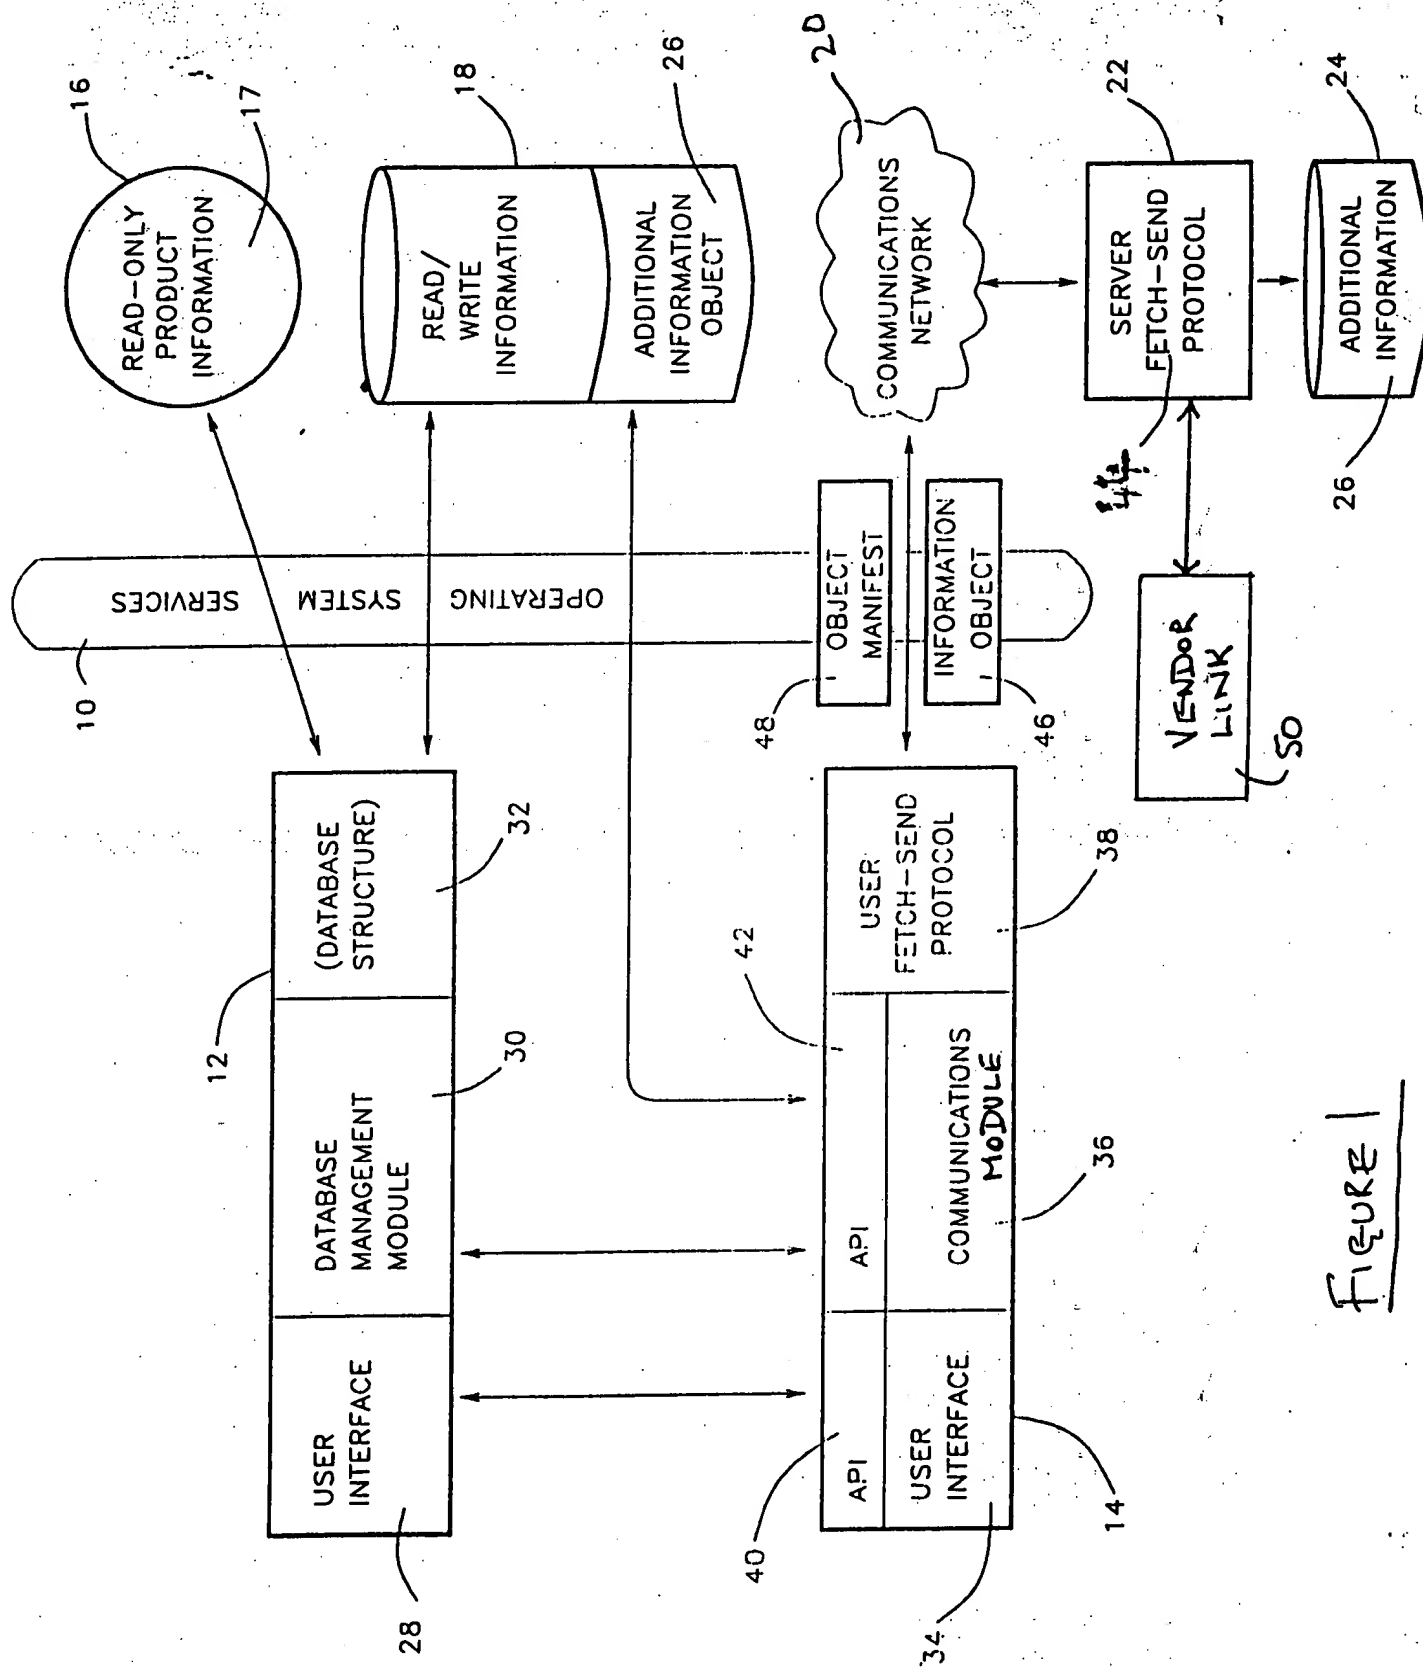 16
READ-ONLY
PRODUCT
INFORMATION
17
18
READ/
WRITE
INFORMATION
26
ADDITIONAL
INFORMATION
OBJECT
20
COMMUNICATIONS
NETWORK
22
SERVER
FETCH-SEND
PROTOCOL
44
24
ADDITIONAL
INFORMATION
26
10
OPERATING
SYSTEM
SERVICES
OBJECT
MANIFEST
48
INFORMATION
OBJECT
46
VENDOR
LINK
50
12
(DATABASE
STRUCTURE)
32
DATABASE
MANAGEMENT
MODULE
30
USER
INTERFACE
28
42
USER
FETCH-SEND
PROTOCOL
38
API
COMMUNICATIONS
MODULE
36
40
API
USER
INTERFACE
34
14
FIGURE 1